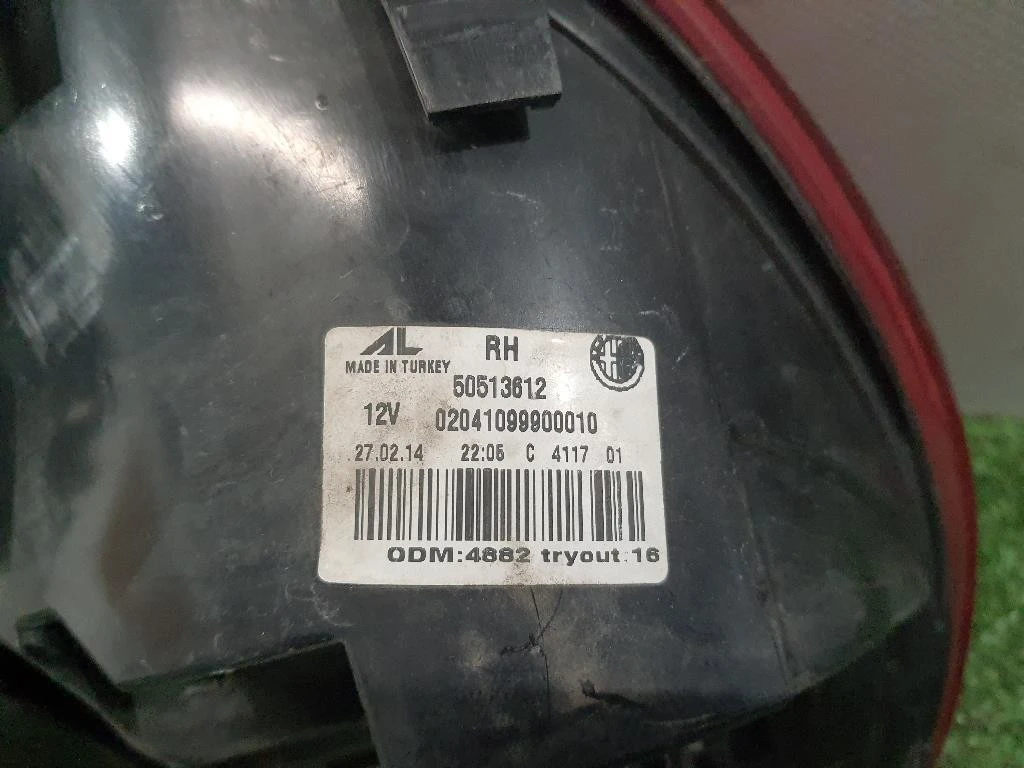 AL RH
MADE IN TURKEY
50513612
12V 02041099900010
27.02.14 22:05 C 4117 01
ODM:4882 tryout:16